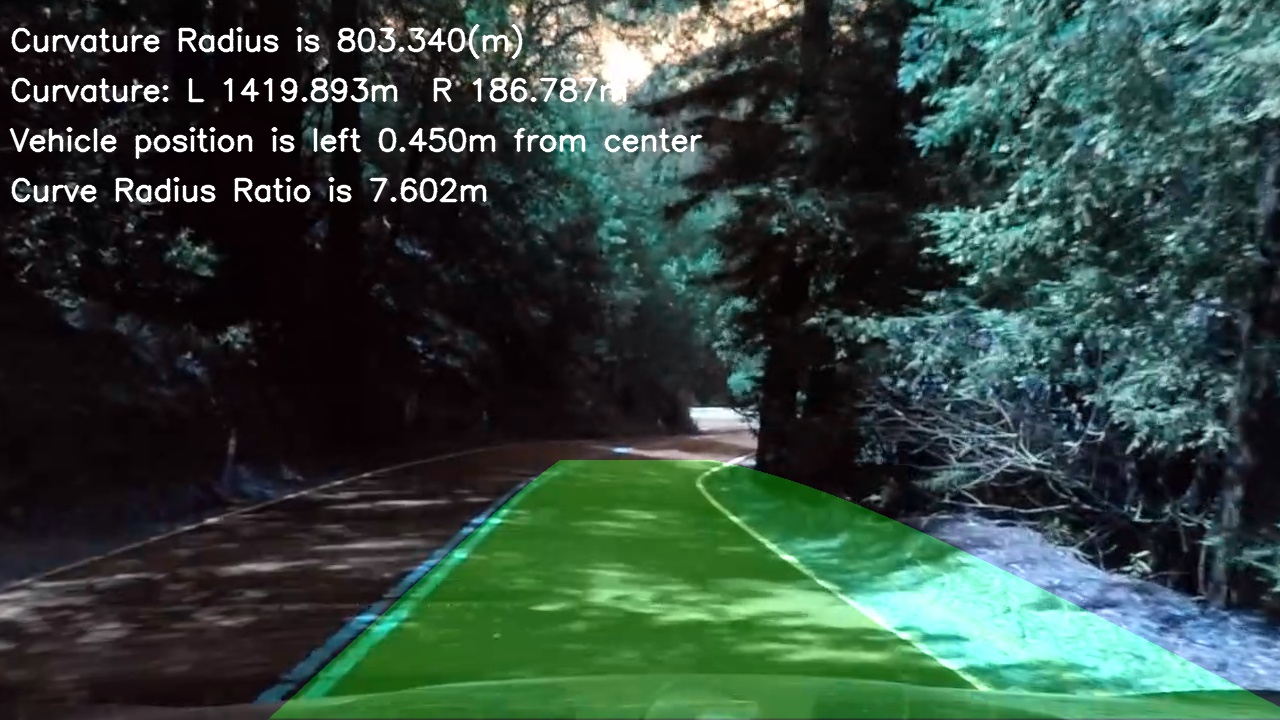 Curvature Radius is 803.340(m)
Curvature: L 1419.893m R 186.787m
Vehicle position is left 0.450m from center
Curve Radius Ratio is 7.602m